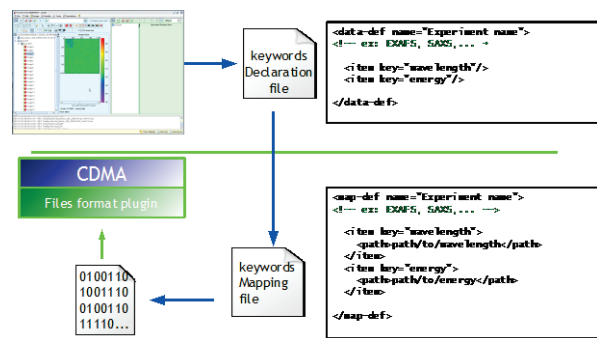 keywords
Declaration
file
<data-def name="Experiment name">
<!-- ex: EXAFS, SAXS,... -
<item key="wavelength"/>
<item key="energy"/>
</data-def>
CDMA
Files format plugin
0100110
1001110
0100110
11110...
keywords
Mapping
file
<map-def name="Experiment name">
<!-- ex: EXAFS, SAXS,... -->
<item key="wavelength">
<path>path/to/wavelength</path>
</item>
<item key="energy">
<path>path/to/energy</path>
</item>
</map-def>